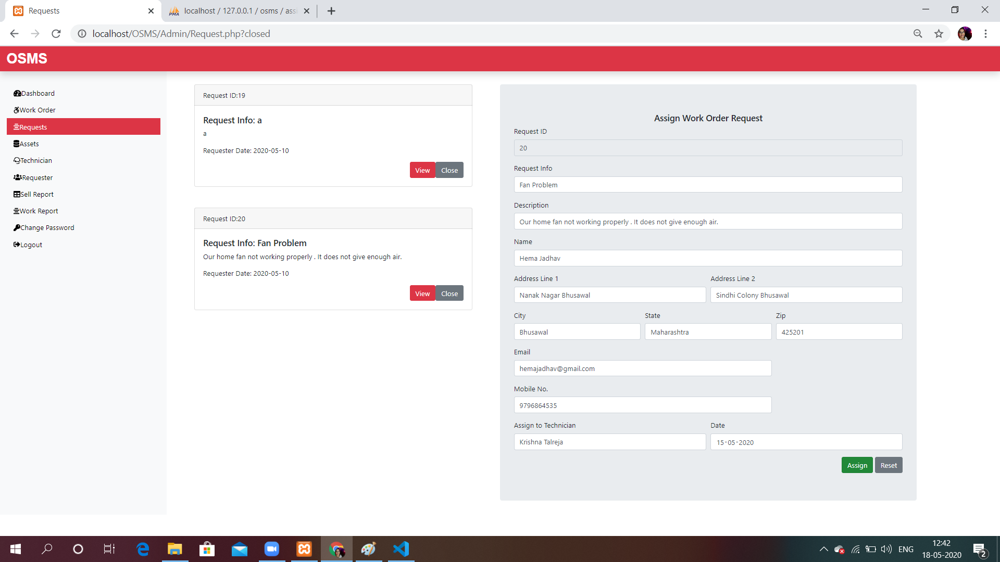 Requests
localhost / 127.0.0.1 / osms / assi
localhost/OSMS/Admin/Request.php?closed
OSMS
Dashboard
Work Order
Requests
Assets
Technician
Requester
Sell Report
Work Report
Change Password
Logout
Request ID:19
Request Info: a
a
Requester Date: 2020-05-10
View Close
Request ID:20
Request Info: Fan Problem
Our home fan not working properly . It does not give enough air.
Requester Date: 2020-05-10
View Close
Assign Work Order Request
Request ID
20
Request Info
Fan Problem
Description
Our home fan not working properly . It does not give enough air.
Name
Hema Jadhav
Address Line 1 Address Line 2
Nanak Nagar Bhusawal Sindhi Colony Bhusawal
City State Zip
Bhusawal Maharashtra 425201
Email
hemajadhav@gmail.com
Mobile No.
9796864535
Assign to Technician Date
Krishna Talreja 15-05-2020
Assign Reset
ENG
12:42
18-05-2020
2
PMA